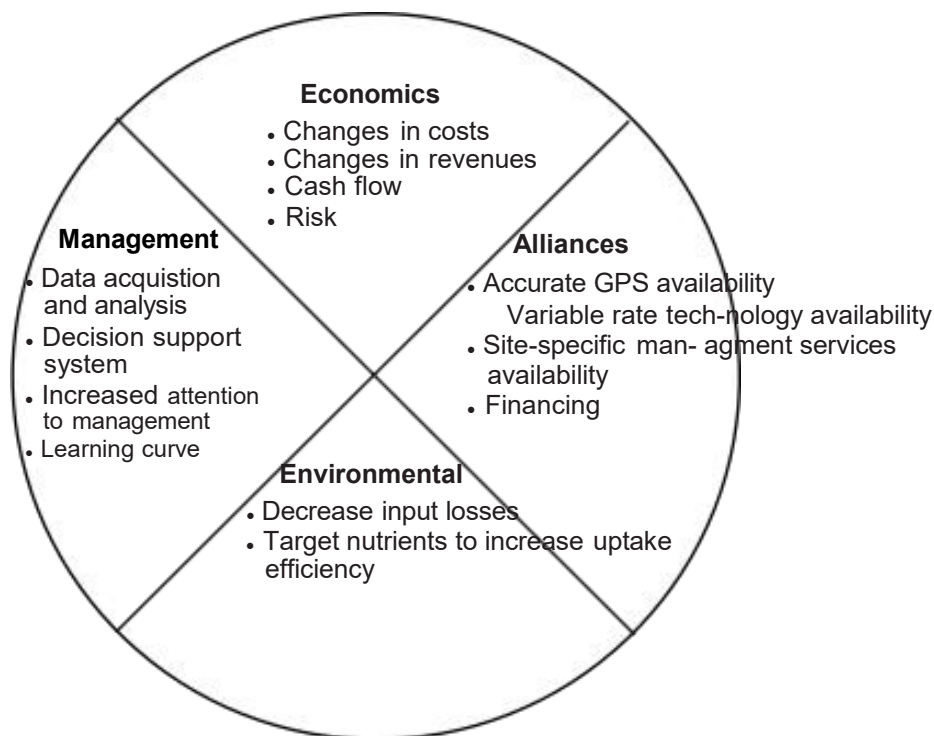 Economics
• Changes in costs
• Changes in revenues
• Cash flow
• Risk
Management
• Data acquistion
and analysis
• Decision support
system
• Increased attention
to management
• Learning curve
Alliances
• Accurate GPS availability
Variable rate tech-nology availability
• Site-specific man- agment services
availability
• Financing
Environmental
• Decrease input losses
• Target nutrients to increase uptake
efficiency